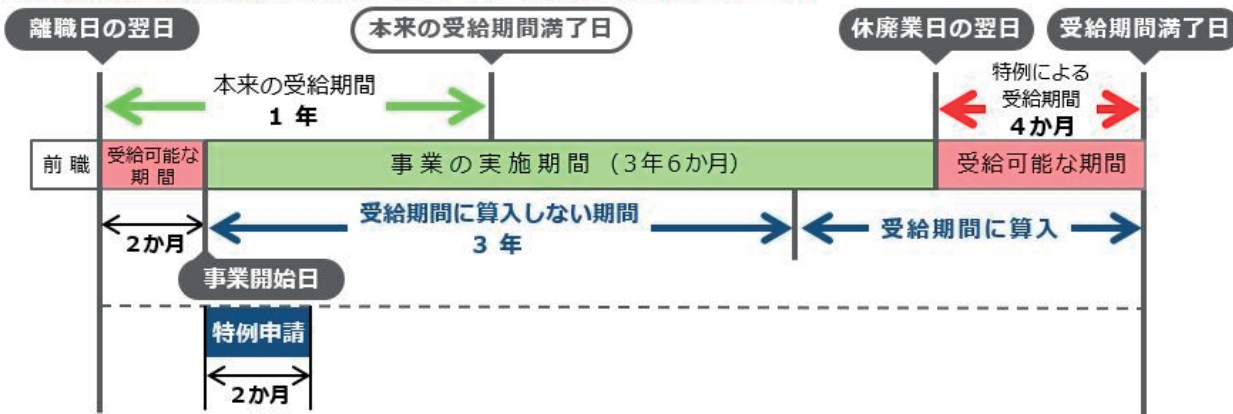 離職日の翌日
本来の受給期間満了日
休廃業日の翌日
受給期間満了日
本来の受給期間
1 年
特例による
受給期間
4か月
前 職
受給可能な
期 間
事業の実施期間（3年6か月）
受給可能な期間
2か月
受給期間に算入しない期間
3 年
受給期間に算入
事業開始日
特例申請
2か月